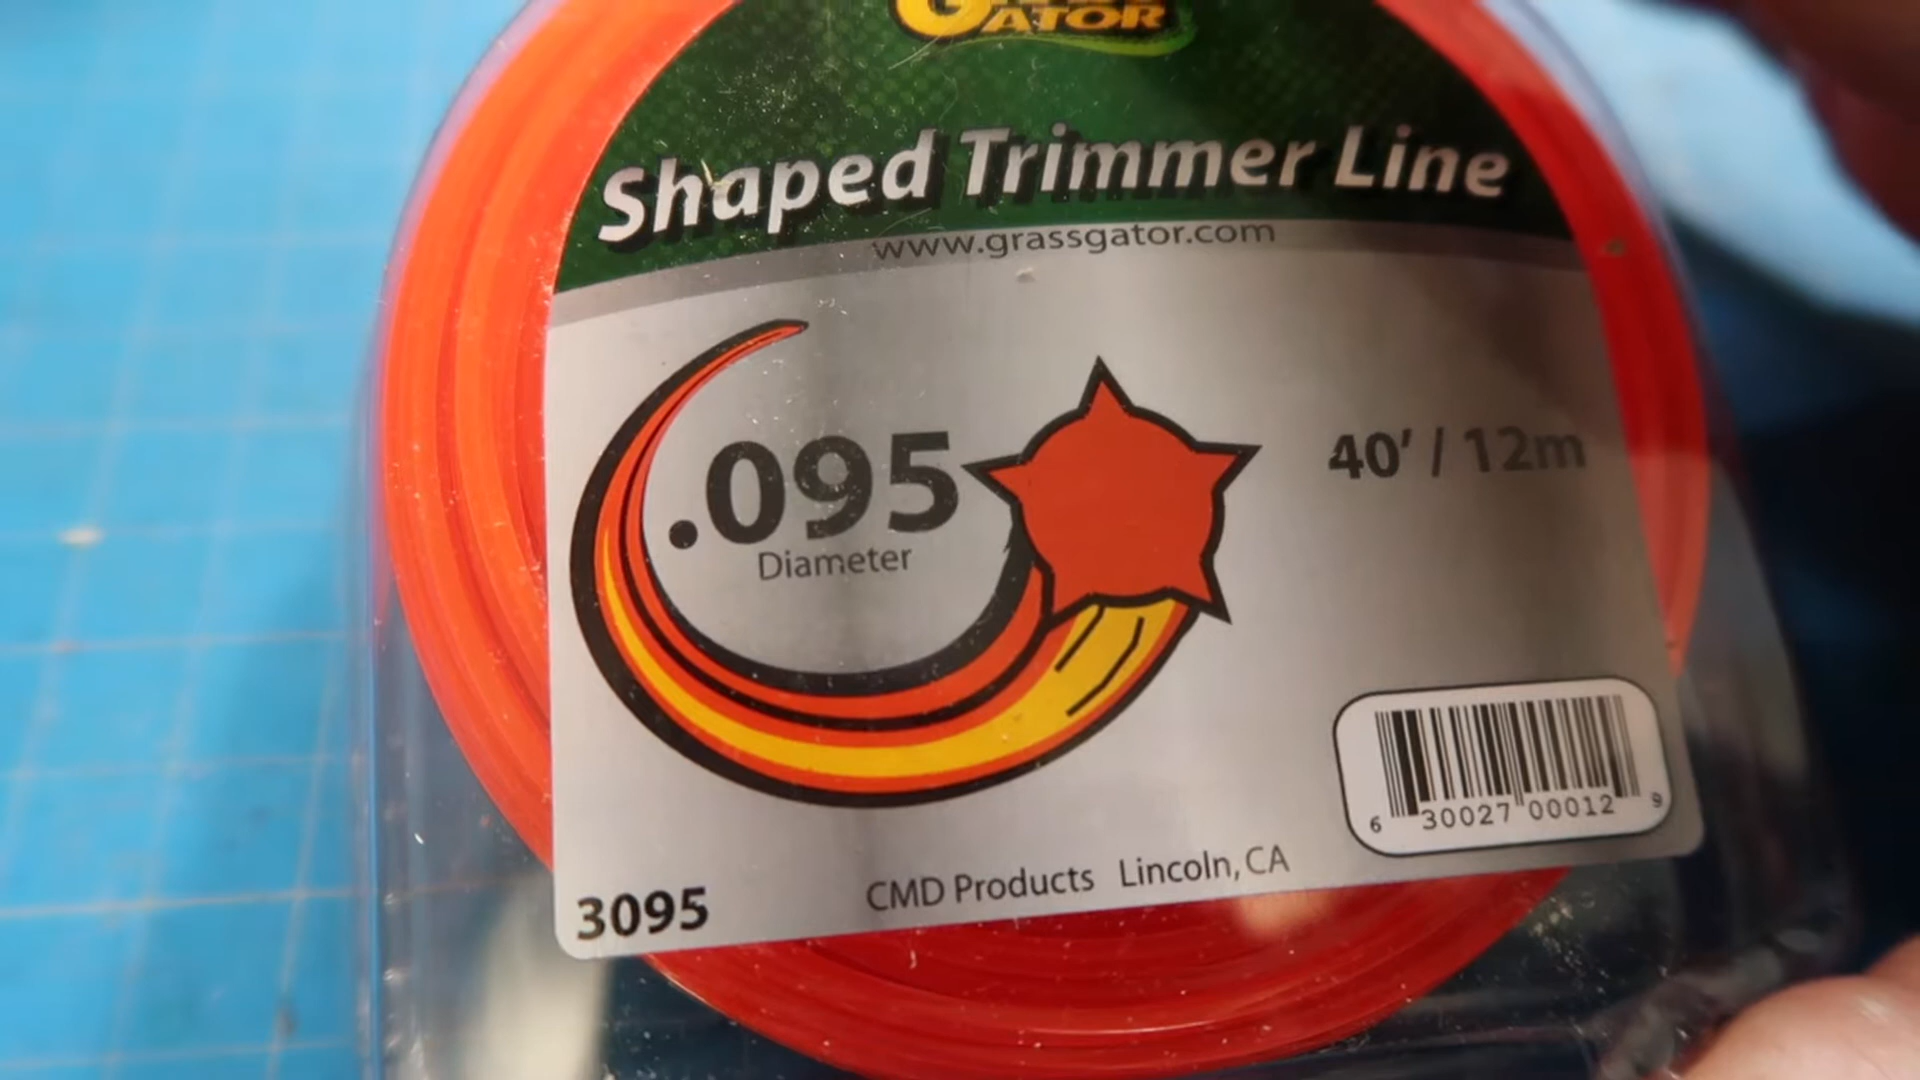 GATOR
Shaped Trimmer Line
www.grassgator.com
.095
Diameter
40' / 12m
6 30027 00012 9
CMD Products Lincoln, CA
3095